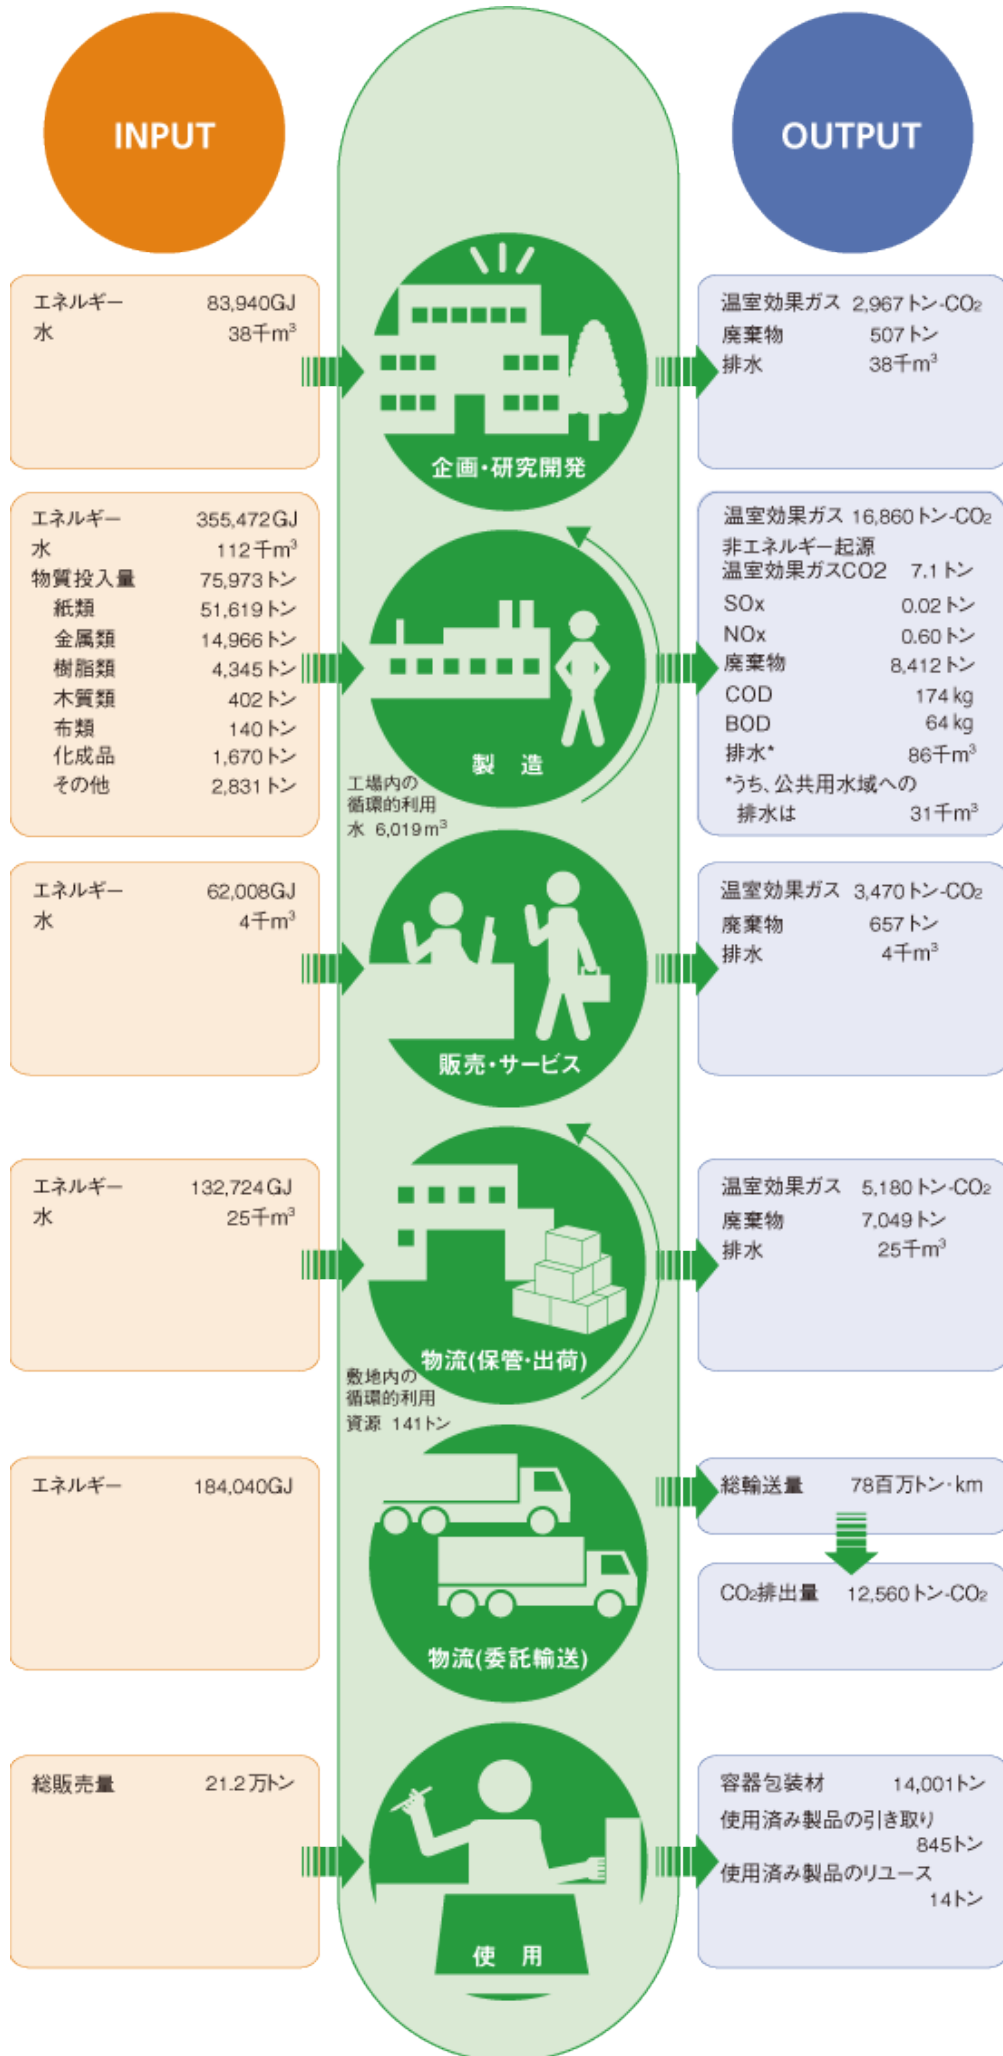 INPUT
OUTPUT
エネルギー 83,940GJ
水 38千m³
企画・研究開発
温室効果ガス 2,967トン-CO₂
廃棄物 507トン
排水 38千m³
エネルギー 355,472GJ
水 112千m³
物質投入量 75,973トン
紙類 51,619トン
金属類 14,966トン
樹脂類 4,345トン
木質類 402トン
布類 140トン
化成品 1,670トン
その他 2,831トン
製 造
工場内の
循環的利用
水 6,019m³
温室効果ガス 16,860トン-CO₂
非エネルギー起源
温室効果ガスCO2 7.1トン
SOx 0.02トン
NOx 0.60トン
廃棄物 8,412トン
COD 174kg
BOD 64kg
排水* 86千m³
*うち、公共用水域への
排水は 31千m³
エネルギー 62,008GJ
水 4千m³
販売・サービス
温室効果ガス 3,470トン-CO₂
廃棄物 657トン
排水 4千m³
エネルギー 132,724GJ
水 25千m³
物流(保管・出荷)
敷地内の
循環的利用
資源 141トン
温室効果ガス 5,180トン-CO₂
廃棄物 7,049トン
排水 25千m³
エネルギー 184,040GJ
物流(委託輸送)
総輸送量 78百万トン・km
CO₂排出量 12,560トン-CO₂
総販売量 21.2万トン
使 用
容器包装材 14,001トン
使用済み製品の引き取り
845トン
使用済み製品のリユース
14トン